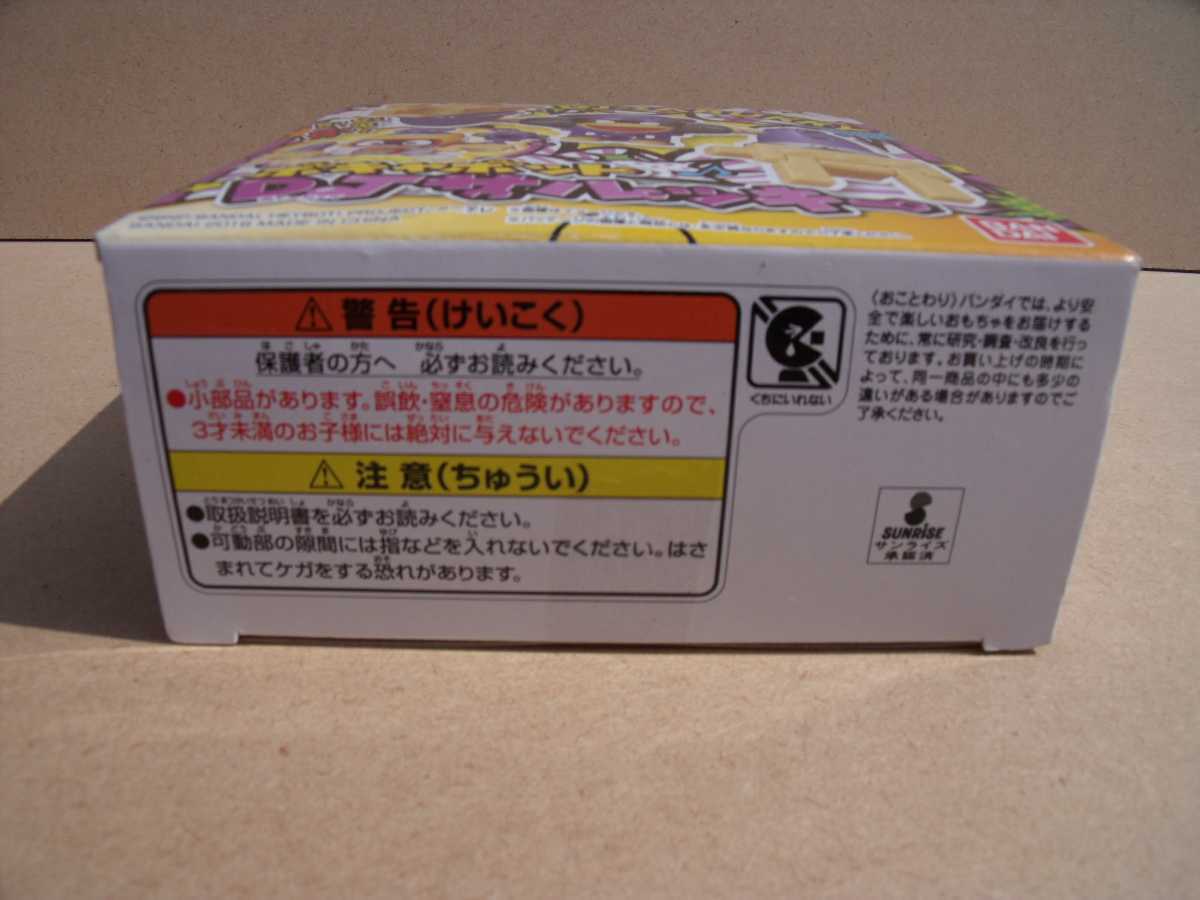 BANDAI 2018 MADE IN CHINA
BAN
DAI
警告(けいこく)
保護者の方へ 必ずお読みください。
●小部品があります。誤飲・窒息の危険がありますので、
3才未満のお子様には絶対に与えないでください。
注意(ちゅうい)
●取扱説明書を必ずお読みください。
●可動部の隙間には指などを入れないでください。はさ
まれてケガをする恐れがあります。
くちにいれない
〈おことわり〉バンダイでは、より安
全で楽しいおもちゃをお届けする
ために、常に研究・調査・改良を行っ
ております。お買い上げの時期に
よって、同一商品の中にも多少の
違いがある場合がありますのでご
了承ください。
SUNRISE
サンライズ
承認済